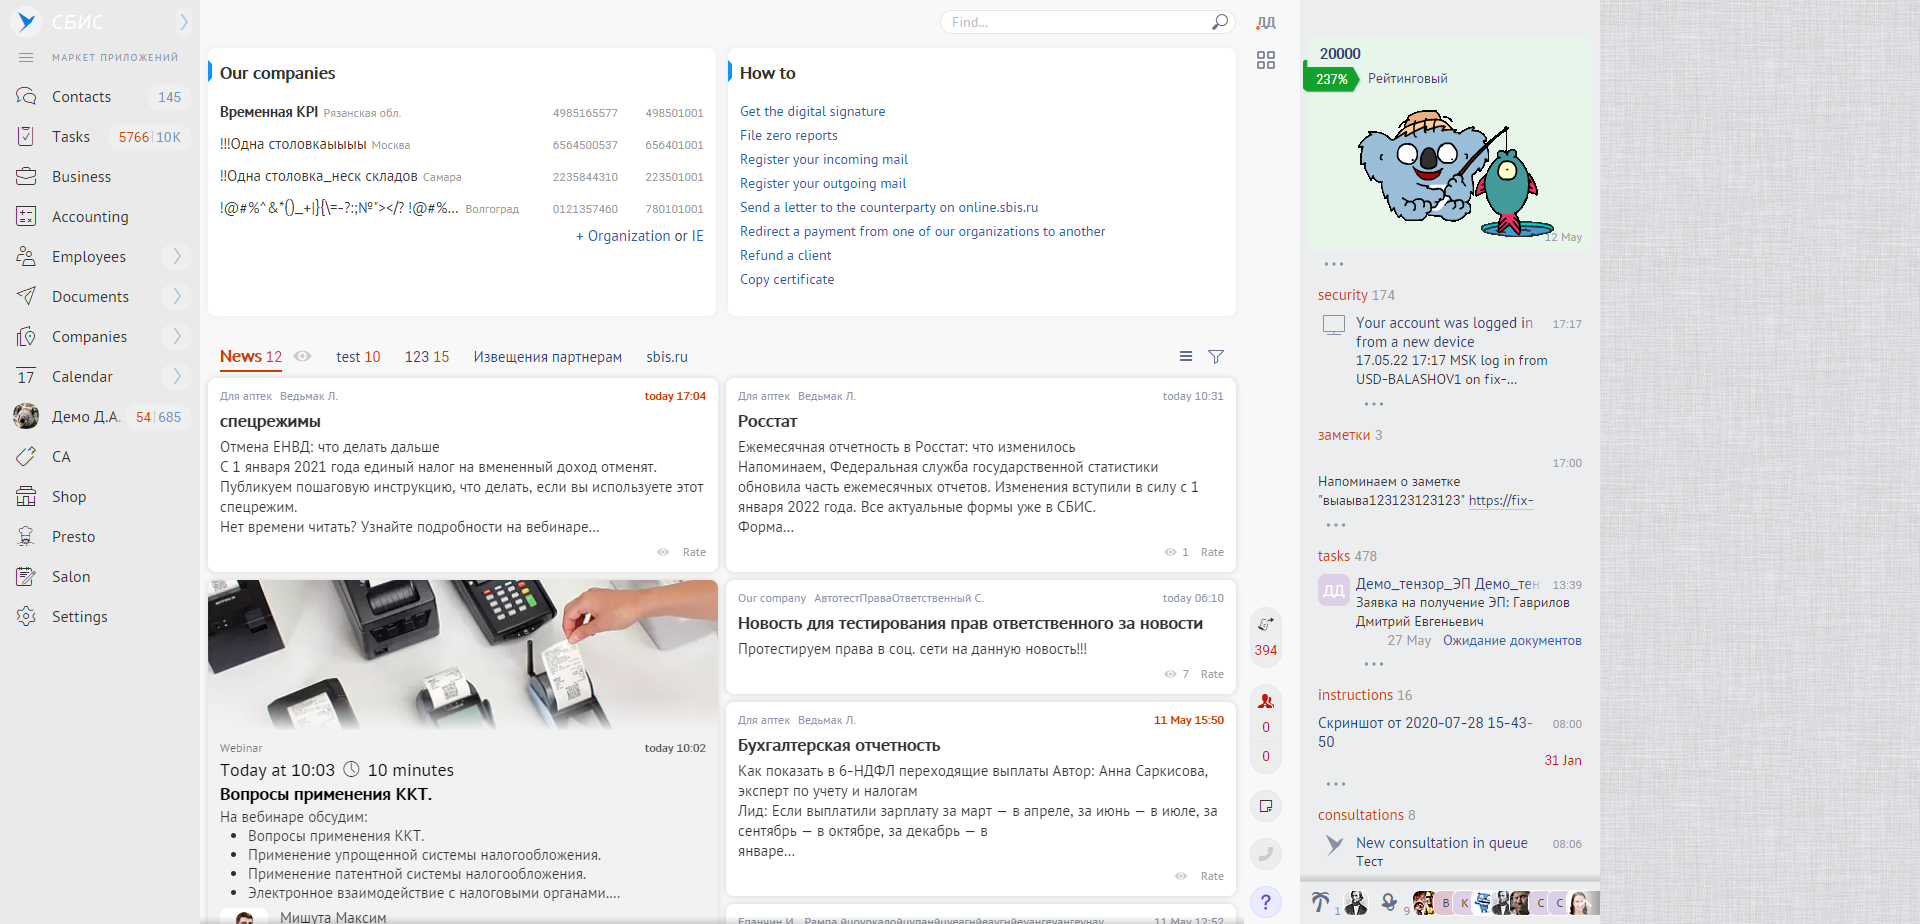 СБИС
МАРКЕТ ПРИЛОЖЕНИЙ
Contacts 145
Tasks 5766 10K
Business
Accounting
Employees
Documents
Companies
17 Calendar
Демо Д.А. 54 685
CA
Shop
Presto
Salon
Settings
Find...
ДД
Our companies
Временная KPI Рязанская обл. 4985165577 498501001
!!!Одна столовкаыыыы Москва 6564500537 656401001
!!Одна столовка_неск складов Самара 2235844310 223501001
!@#%^&*()_+|}{\=-?:;№"></? !@#%... Волгоград 0121357460 780101001
+ Organization or IE
How to
Get the digital signature
File zero reports
Register your incoming mail
Register your outgoing mail
Send a letter to the counterparty on online.sbis.ru
Redirect a payment from one of our organizations to another
Refund a client
Copy certificate
News 12 test 10 123 15 Извещения партнерам sbis.ru
Для аптек Ведьмак Л. today 17:04
спецрежимы
Отмена ЕНВД: что делать дальше
С 1 января 2021 года единый налог на вмененный доход отменят.
Публикуем пошаговую инструкцию, что делать, если вы используете этот
спецрежим.
Нет времени читать? Узнайте подробности на вебинаре...
Rate
Для аптек Ведьмак Л. today 10:31
Росстат
Ежемесячная отчетность в Росстат: что изменилось
Напоминаем, Федеральная служба государственной статистики
обновила часть ежемесячных отчетов. Изменения вступили в силу с 1
января 2022 года. Все актуальные формы уже в СБИС.
Форма...
1 Rate
Webinar today 10:02
Today at 10:03 10 minutes
Вопросы применения ККТ.
На вебинаре обсудим:
• Вопросы применения ККТ.
• Применение упрощенной системы налогообложения.
• Применение патентной системы налогообложения.
• Электронное взаимодействие с налоговыми органами....
Мишута Максим
Our company АвтотестПраваОтветственный С. today 06:10
Новость для тестирования прав ответственного за новости
Протестируем права в соц. сети на данную новость!!!
7 Rate
Для аптек Ведьмак Л. 11 May 15:50
Бухгалтерская отчетность
Как показать в 6-НДФЛ переходящие выплаты Автор: Анна Саркисова,
эксперт по учету и налогам
Лид: Если выплатили зарплату за март — в апреле, за июнь — в июле, за
сентябрь — в октябре, за декабрь — в
январе...
Rate
Епанчин И. 11 May 12:52
394
0
0
?
20000
237% Рейтинговый
12 May
security 174
Your account was logged in 17:17
from a new device
17.05.22 17:17 MSK log in from
USD-BALASHOV1 on fix-...
заметки 3
17:00
Напоминаем о заметке
"выаыва123123123123" https://fix-
tasks 478
ДД Демо_тензор_ЭП Демо_тен 13:39
Заявка на получение ЭП: Гаврилов
Дмитрий Евгеньевич
27 May Ожидание документов
instructions 16
Скриншот от 2020-07-28 15-43- 08:00
50
31 Jan
consultations 8
New consultation in queue 08:06
Тест
1 9 В К С С